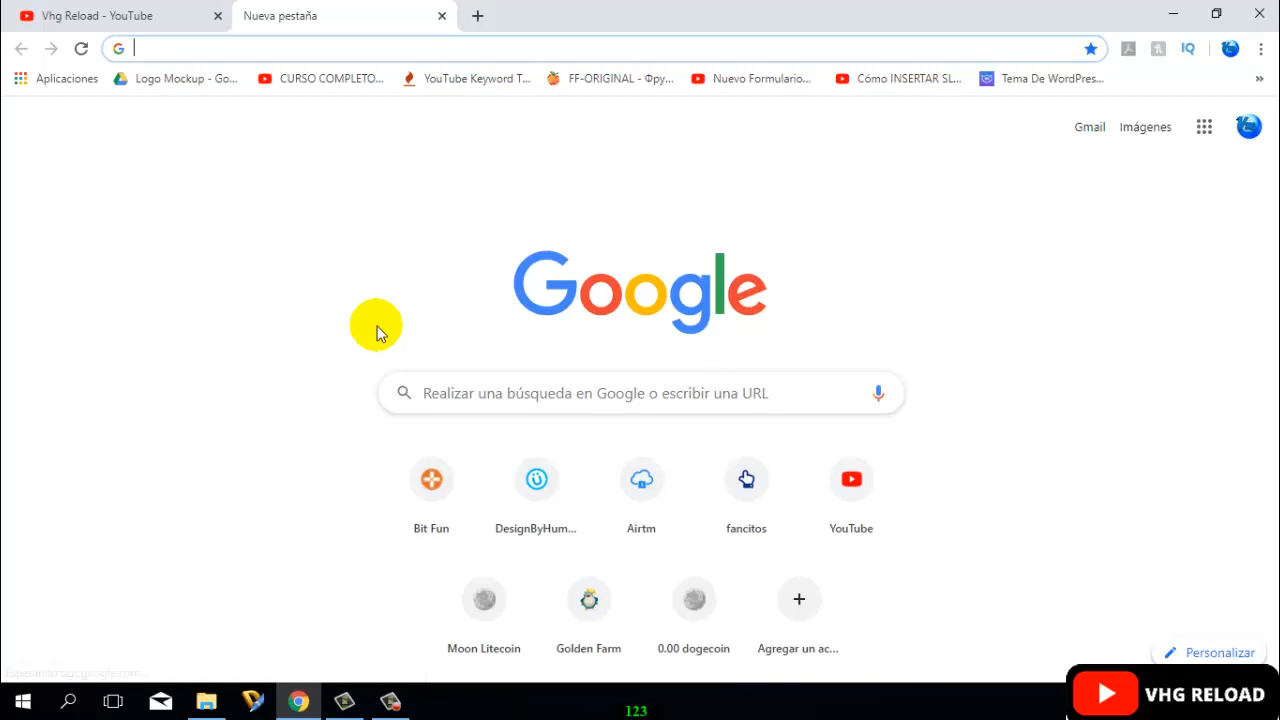 Vhg Reload - YouTube
Nueva pestaña
Aplicaciones
Logo Mockup - Go...
CURSO COMPLETO...
YouTube Keyword T...
FF-ORIGINAL - Фру...
Nuevo Formulario...
Cómo INSERTAR SL...
Tema De WordPres...
Gmail
Imágenes
Google
Realizar una búsqueda en Google o escribir una URL
Bit Fun
DesignByHum...
Airtm
fancitos
YouTube
Moon Litecoin
Golden Farm
0.00 dogecoin
Agregar un ac...
Personalizar
VHG RELOAD
123